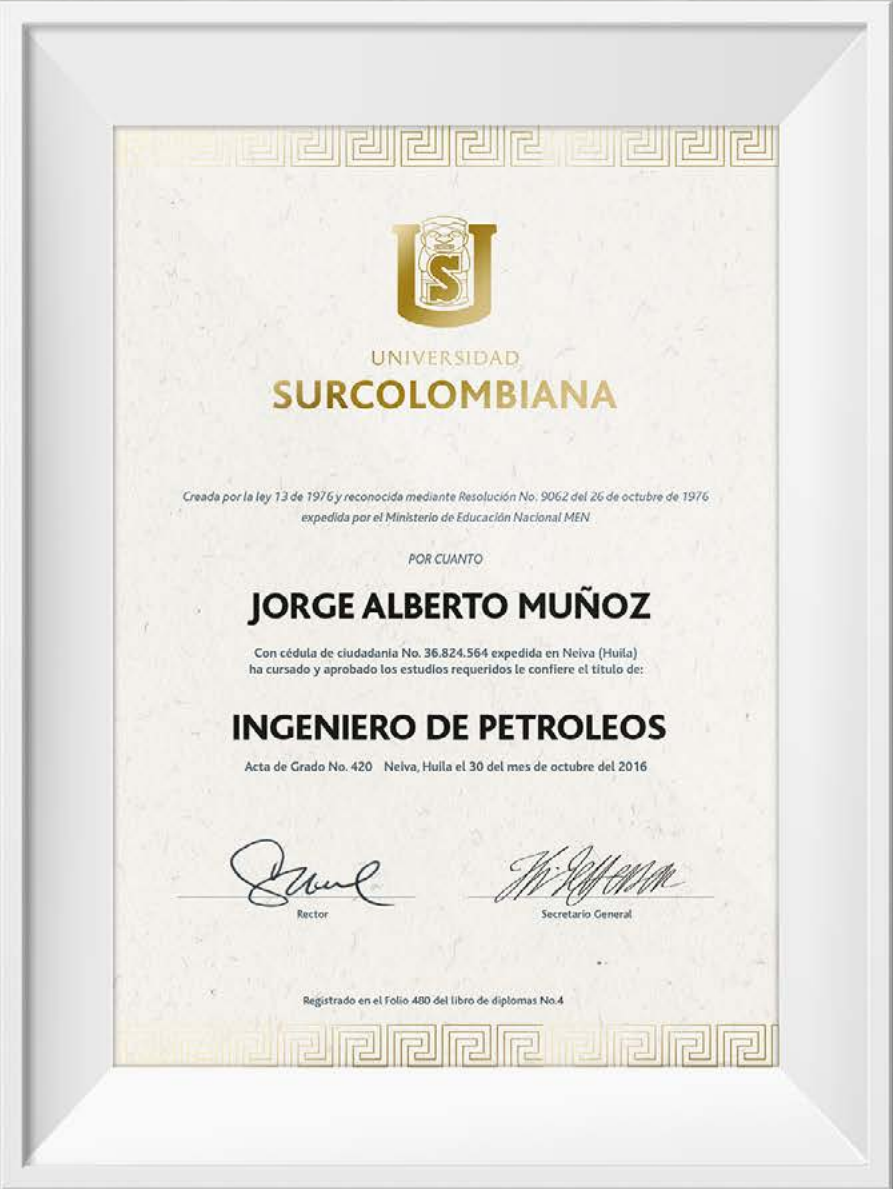 US
UNIVERSIDAD
SURCOLOMBIANA
Creada por la ley 13 de 1976 y reconocida mediante Resolución No. 9062 del 26 de octubre de 1976
expedida por el Ministerio de Educación Nacional MEN
POR CUANTO
JORGE ALBERTO MUÑOZ
Con cédula de ciudadania No. 36.824.564 expedida en Neiva (Huila)
ha cursado y aprobado los estudios requeridos le confiere el titulo de:
INGENIERO DE PETROLEOS
Acta de Grado No. 420 Neiva, Huila el 30 del mes de octubre del 2016
Rector
Secretario General
Registrado en el Folio 480 del libro de diplomas No.4